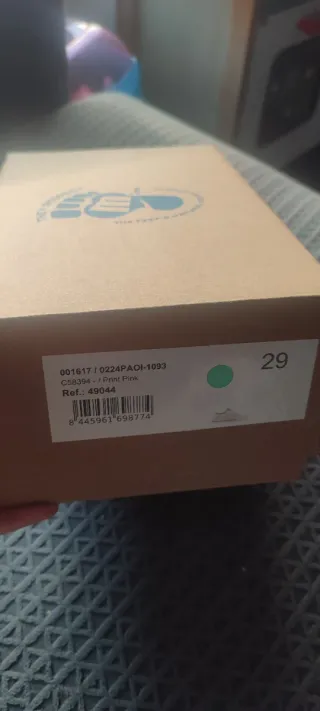 001617 / 0224PAOI-1093
C58394 - / Print Pink
Ref.: 49044
8 445961 698774
29